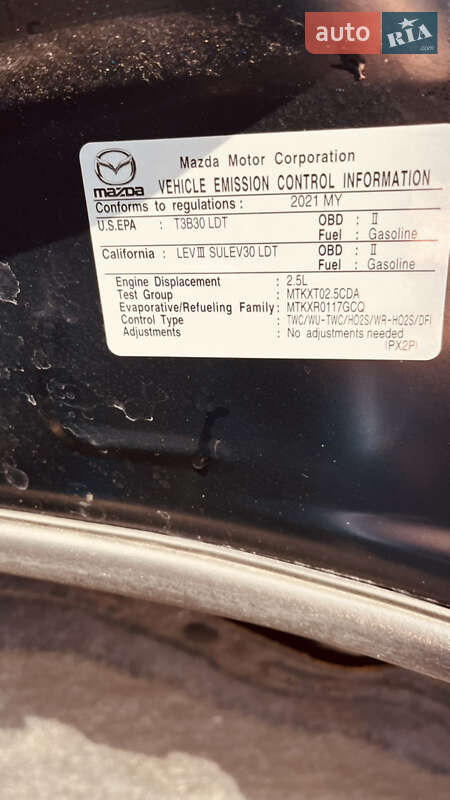 auto RIA
.com
mazda
Mazda Motor Corporation
VEHICLE EMISSION CONTROL INFORMATION
Conforms to regulations : 2021 MY
U.S.EPA : T3B30 LDT OBD : II
Fuel : Gasoline
California : LEVIII SULEV30 LDT OBD : II
Fuel : Gasoline
Engine Displacement : 2.5L
Test Group : MTKXT02.5CDA
Evaporative/Refueling Family: MTKXR0117GCQ
Control Type : TWC/WU-TWC/HO2S/WR-HO2S/DFI
Adjustments : No adjustments needed
(PX2P)